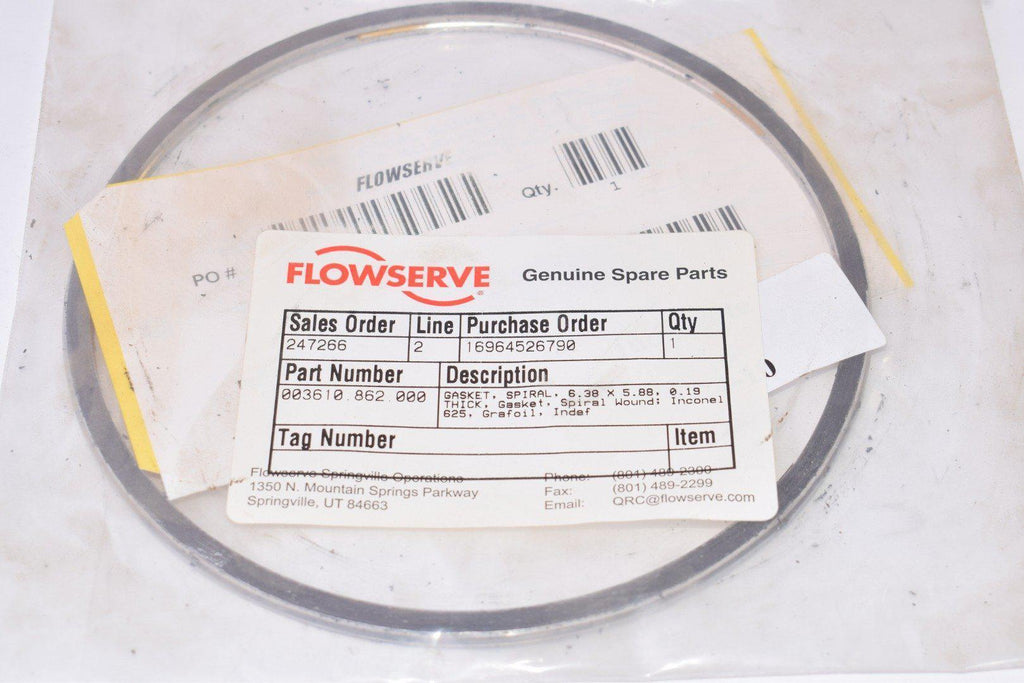 FLOWSERVE
Qty.
1
PO #
FLOWSERVE Genuine Spare Parts
Sales Order Line Purchase Order Qty
247266 2 16964526790 1
Part Number Description
003610.862.000 GASKET, SPIRAL, 6.38 X 5.88, 0.19
THICK, Gasket, Spiral Wound; Inconel
625, Grafoil, Indef
Tag Number Item
Flowserve Springville Operations Phone: (801) 489-2300
1350 N. Mountain Springs Parkway Fax: (801) 489-2299
Springville, UT 84663 Email: QRC@flowserve.com